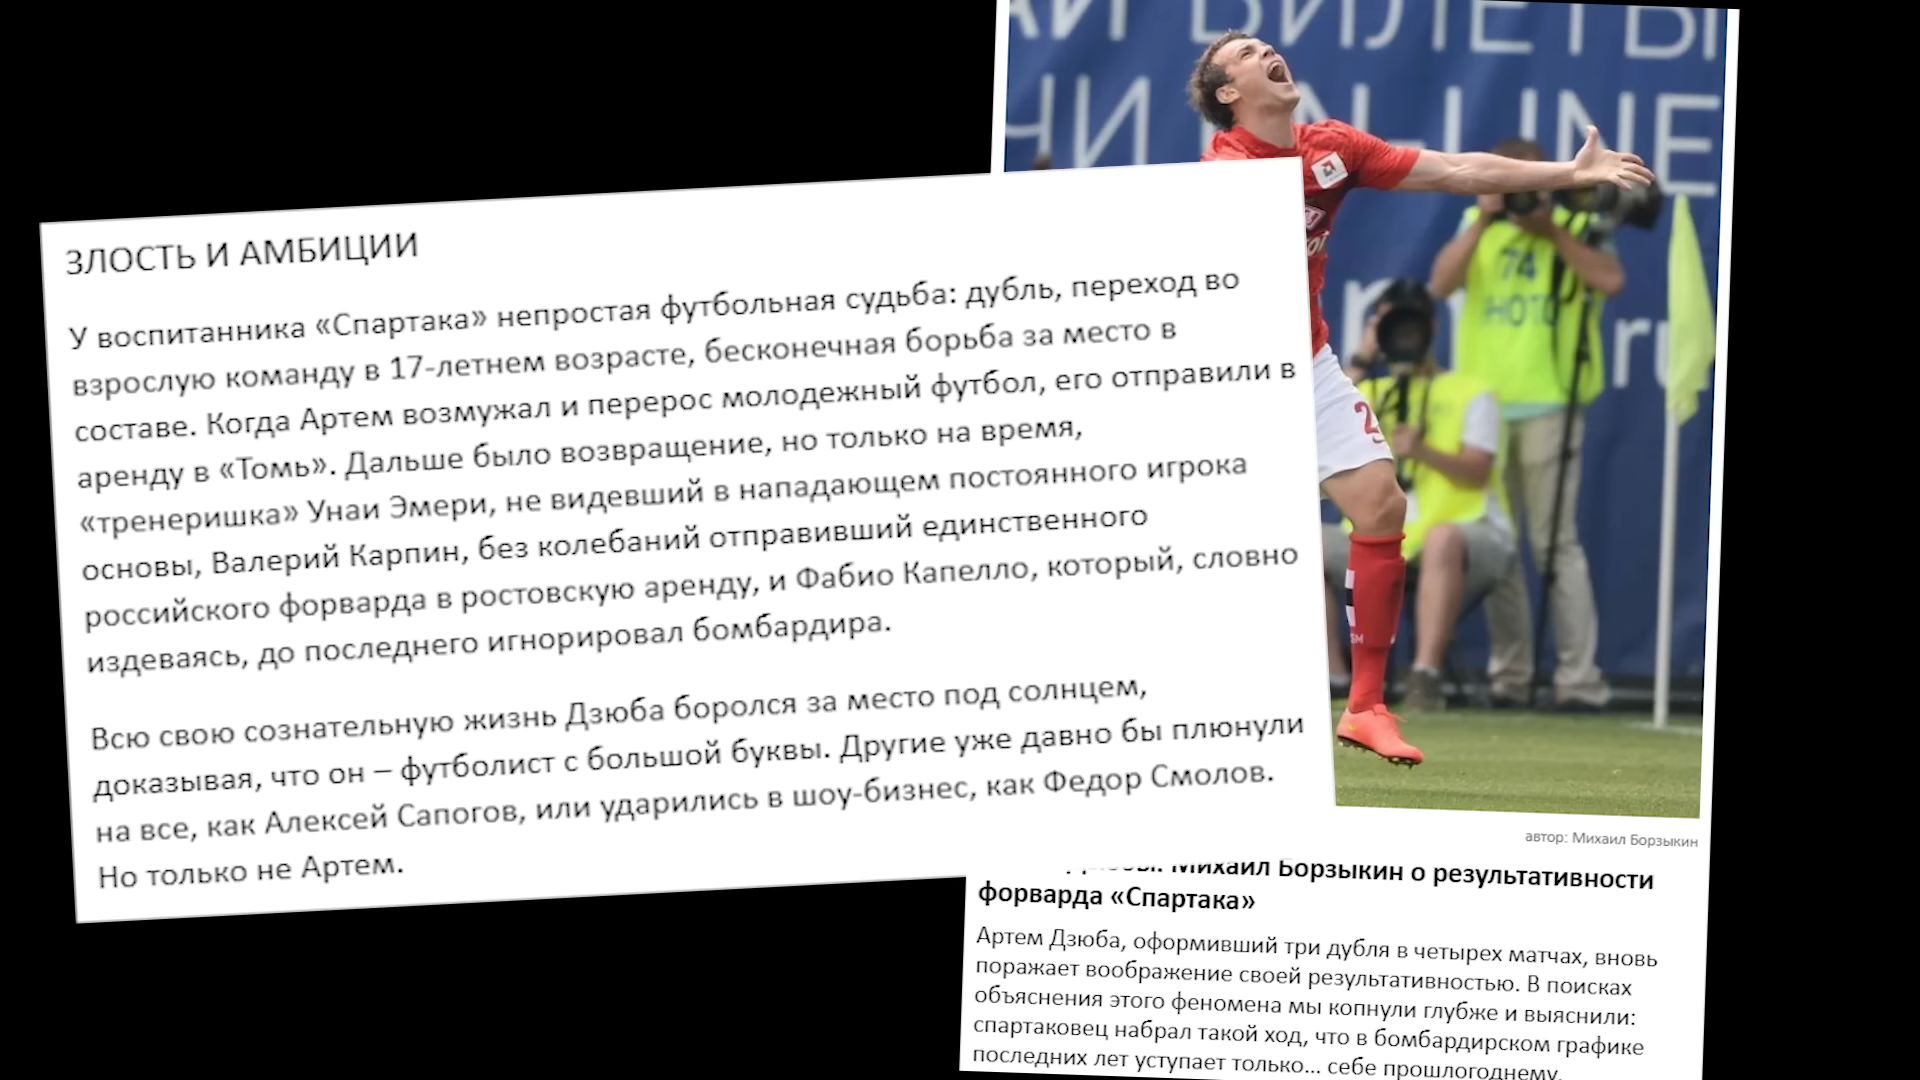 ЗЛОСТЬ И АМБИЦИИ
У воспитанника «Спартака» непростая футбольная судьба: дубль, переход во
взрослую команду в 17-летнем возрасте, бесконечная борьба за место в
составе. Когда Артем возмужал и перерос молодежный футбол, его отправили в
аренду в «Томь». Дальше было возвращение, но только на время,
«тренеришка» Унаи Эмери, не видевший в нападающем постоянного игрока
основы, Валерий Карпин, без колебаний отправивший единственного
российского форварда в ростовскую аренду, и Фабио Капелло, который, словно
издеваясь, до последнего игнорировал бомбардира.
Всю свою сознательную жизнь Дзюба боролся за место под солнцем,
доказывая, что он – футболист с большой буквы. Другие уже давно бы плюнули
на все, как Алексей Сапогов, или ударились в шоу-бизнес, как Федор Смолов.
Но только не Артем.
БИЛЕТЫ
ЧИ N-LINE
74
ФОТО
ru
2
автор: Михаил Борзыкин
Михаил Борзыкин о результативности
форварда «Спартака»
Артем Дзюба, оформивший три дубля в четырех матчах, вновь
поражает воображение своей результативностью. В поисках
объяснения этого феномена мы копнули глубже и выяснили:
спартаковец набрал такой ход, что в бомбардирском графике
последних лет уступает только... себе прошлогоднему.